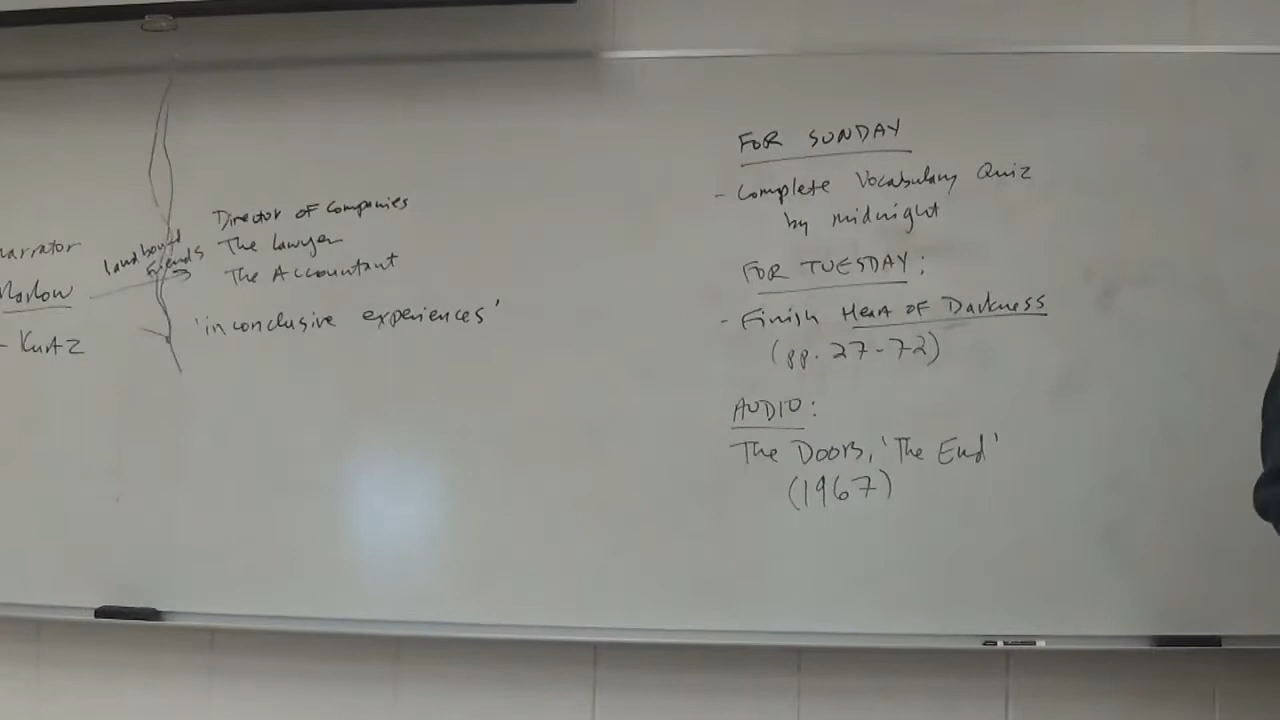 narrator
Marlow
- Kurtz
landbound
friends
Director of Companies
The Lawyer
The Accountant
'inconclusive experiences'
FOR SUNDAY
- Complete Vocabulary Quiz
by midnight
FOR TUESDAY:
- Finish Heart of Darkness
(pp. 27-72)
AUDIO:
The Doors, 'The End'
(1967)